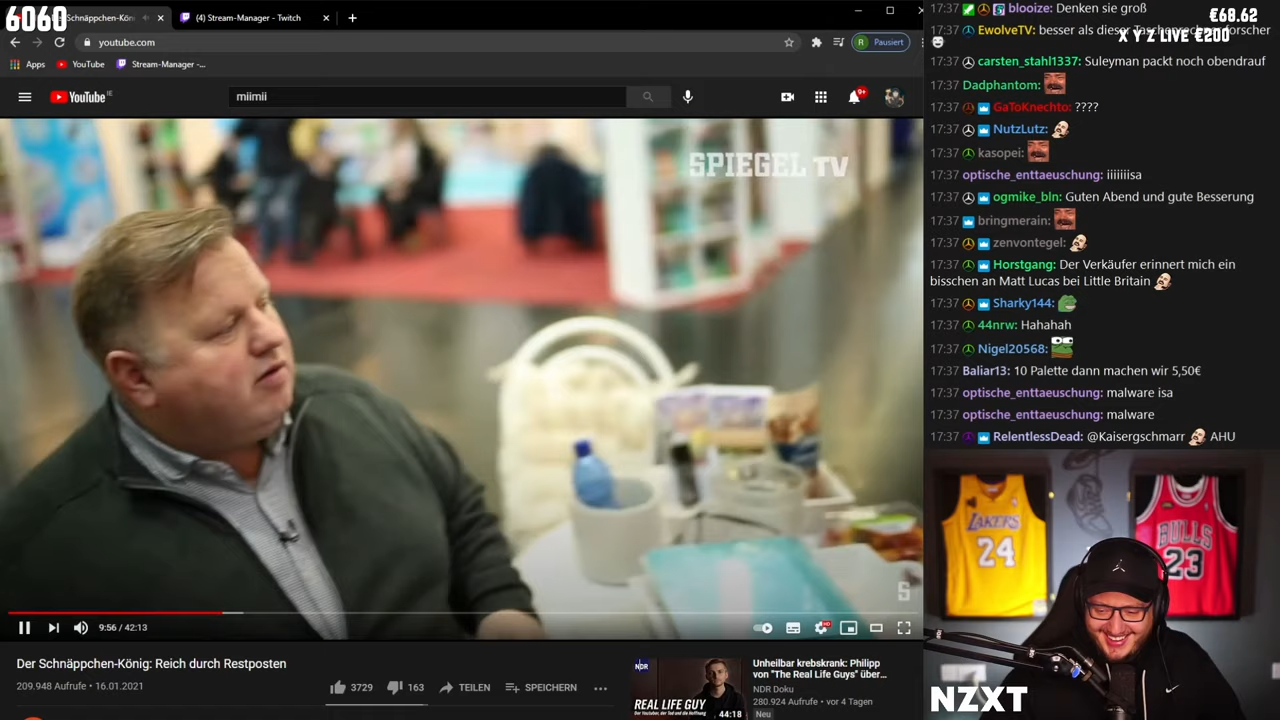 6060
Der Schnäppchen-Kön
(4) Stream-Manager - Twitch
youtube.com
R Pausiert
Apps
YouTube
Stream-Manager -...
YouTube IE
miimii
9+
SPIEGEL TV
S
9:56 / 42:13
HD
Der Schnäppchen-König: Reich durch Restposten
209.948 Aufrufe • 16.01.2021
3729
163
TEILEN
SPEICHERN
NDR
REAL LIFE GUY
44:18
Unheilbar krebskrank: Philipp
von "The Real Life Guys" über...
NDR Doku
280.924 Aufrufe • vor 4 Tagen
Neu
€68.62
X Y Z LIVE €200
17:37 blooize: Denken sie groß
17:37 EwolveTV: besser als dieser
17:37 carsten_stahl1337: Suleyman packt noch obendrauf
17:37 Dadphantom:
17:37 GaToKnechto: ????
17:37 NutzLutz:
17:37 kasopei:
17:37 optische_enttaeuschung: iiiiiiisa
17:37 ogmike_bln: Guten Abend und gute Besserung
17:37 bringmerain:
17:37 zenvontegel:
17:37 Horstgang: Der Verkäufer erinnert mich ein
bisschen an Matt Lucas bei Little Britain
17:37 Sharky144:
17:37 44nrw: Hahahah
17:37 Nigel20568:
17:37 Baliar13: 10 Palette dann machen wir 5,50€
17:37 optische_enttaeuschung: malware isa
17:37 optische_enttaeuschung: malware
17:37 RelentlessDead: @Kaisergschmarr AHU
LAKERS
24
BULLS
23
NZXT